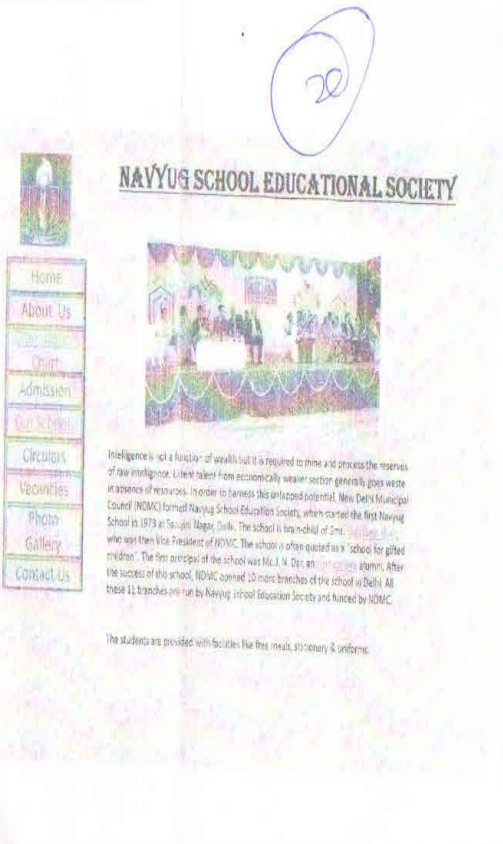 20
NAVYUG SCHOOL EDUCATIONAL SOCIETY
Home
About Us
Chart
Admission
Our Schools
Circulars
Vacancies
Photo
Gallery
Contact Us
Intelligence is not a function of wealth but it is required to mine and process the reserves
of raw intelligence. Latent talent from economically weaker section generally goes waste
in absence of resources. In order to harness this untapped potential, New Delhi Municipal
Council (NDMC) formed Navyug School Education Society, which started the first Navyug
School in 1973 at Sarojini Nagar, Delhi. The school is brain-child of Smt.
who was then Vice President of NDMC. The school is often quoted as a 'school for gifted
children'. The first principal of the school was Mr. J. N. Dar, an alumni. After
the success of this school, NDMC opened 10 more branches of the school in Delhi. All
these 11 branches are run by Navyug School Education Society and funded by NDMC.
The students are provided with facilities like free meals, stationery & uniforms.